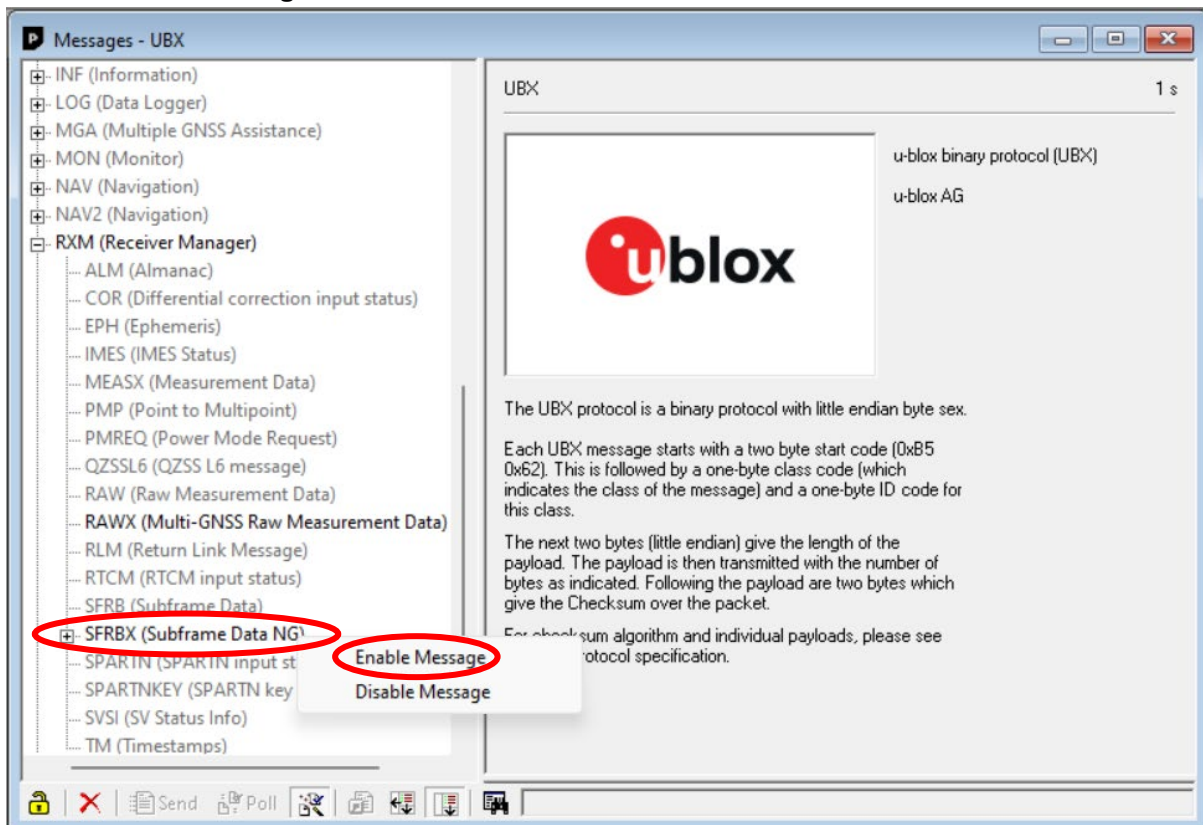 Messages - UBX
INF (Information)
LOG (Data Logger)
MGA (Multiple GNSS Assistance)
MON (Monitor)
NAV (Navigation)
NAV2 (Navigation)
RXM (Receiver Manager)
ALM (Almanac)
COR (Differential correction input status)
EPH (Ephemeris)
IMES (IMES Status)
MEASX (Measurement Data)
PMP (Point to Multipoint)
PMREQ (Power Mode Request)
QZSSL6 (QZSS L6 message)
RAW (Raw Measurement Data)
RAWX (Multi-GNSS Raw Measurement Data)
RLM (Return Link Message)
RTCM (RTCM input status)
SFRB (Subframe Data)
SFRBX (Subframe Data NG)
SPARTN (SPARTN input st
SPARTNKEY (SPARTN key
SVSI (SV Status Info)
TM (Timestamps)
Enable Message
Disable Message
UBX 1 s
ublox
u-blox binary protocol (UBX)
u-blox AG
The UBX protocol is a binary protocol with little endian byte sex.
Each UBX message starts with a two byte start code (0xB5
0x62). This is followed by a one-byte class code (which
indicates the class of the message) and a one-byte ID code for
this class.
The next two bytes (little endian) give the length of the
payload. The payload is then transmitted with the number of
bytes as indicated. Following the payload are two bytes which
give the Checksum over the packet.
For checksum algorithm and individual payloads, please see
rotocol specification.
Send Poll